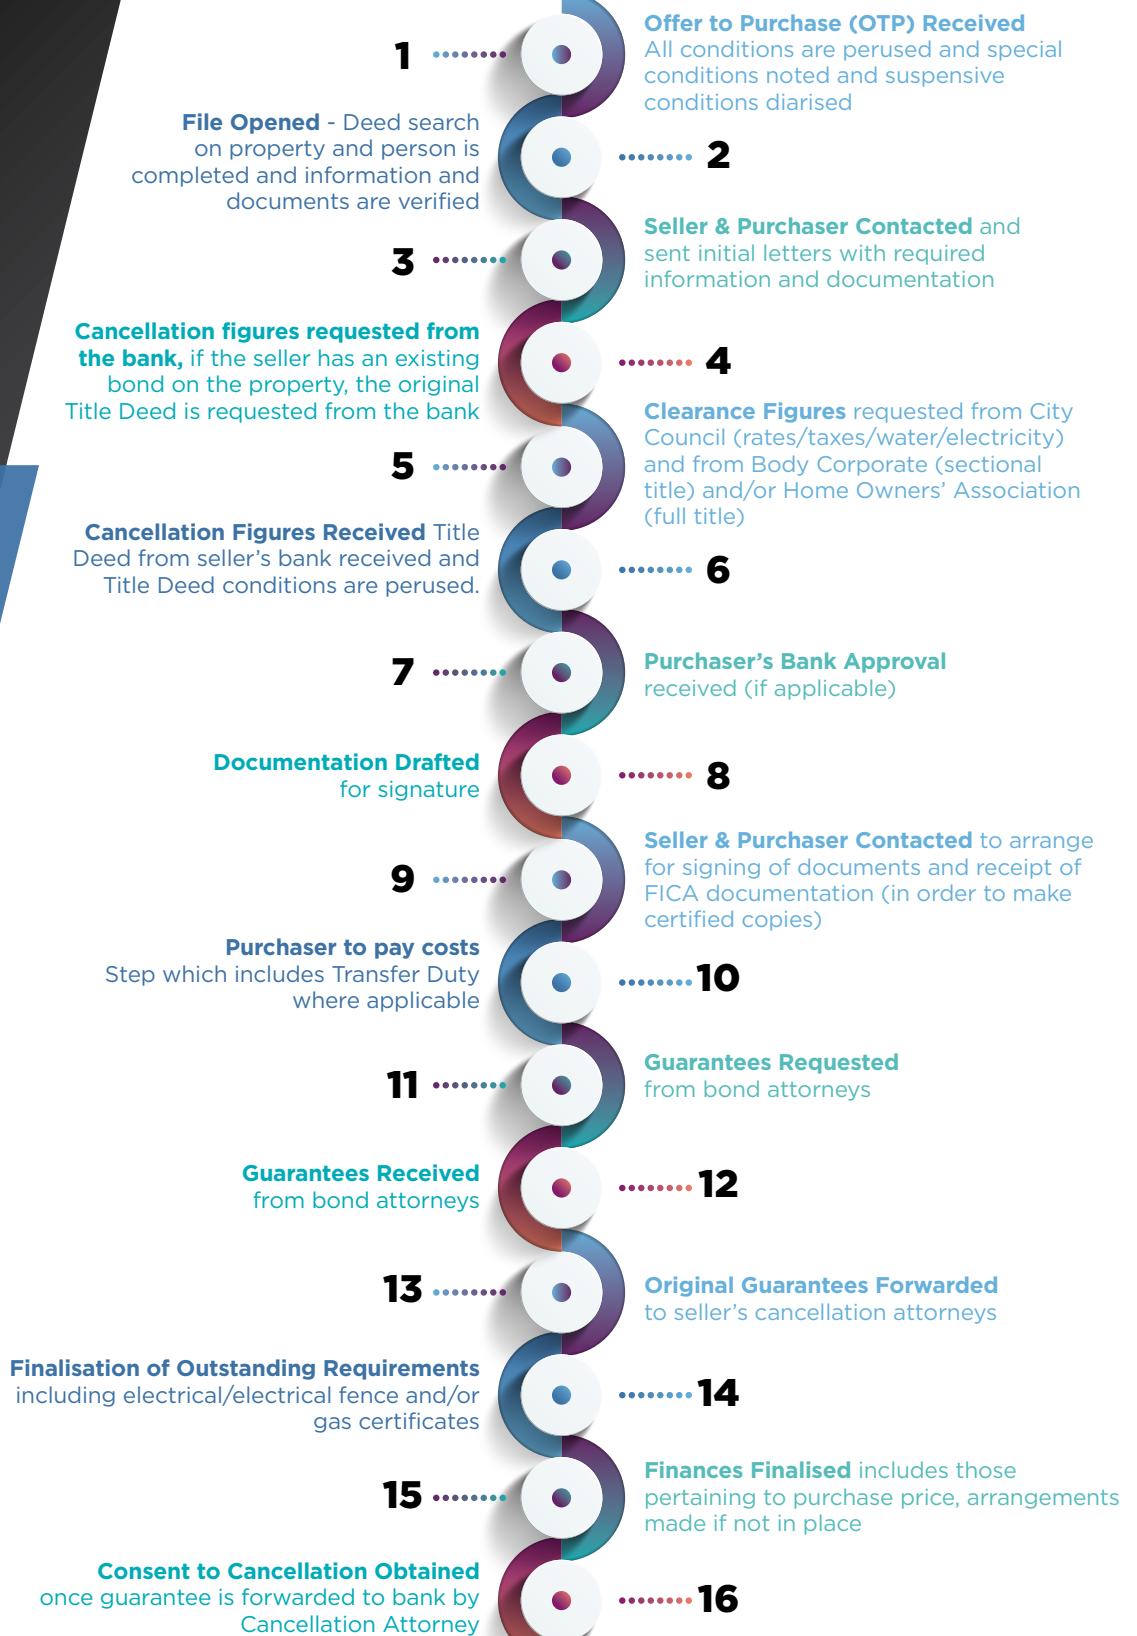 1
Offer to Purchase (OTP) Received
All conditions are perused and special
conditions noted and suspensive
conditions diarised
File Opened - Deed search
on property and person is
completed and information and
documents are verified
2
3
Seller & Purchaser Contacted and
sent initial letters with required
information and documentation
Cancellation figures requested from
the bank, if the seller has an existing
bond on the property, the original
Title Deed is requested from the bank
4
5
Clearance Figures requested from City
Council (rates/taxes/water/electricity)
and from Body Corporate (sectional
title) and/or Home Owners’ Association
(full title)
Cancellation Figures Received Title
Deed from seller’s bank received and
Title Deed conditions are perused.
6
7
Purchaser’s Bank Approval
received (if applicable)
Documentation Drafted
for signature
8
9
Seller & Purchaser Contacted to arrange
for signing of documents and receipt of
FICA documentation (in order to make
certified copies)
Purchaser to pay costs
Step which includes Transfer Duty
where applicable
10
11
Guarantees Requested
from bond attorneys
Guarantees Received
from bond attorneys
12
13
Original Guarantees Forwarded
to seller’s cancellation attorneys
Finalisation of Outstanding Requirements
including electrical/electrical fence and/or
gas certificates
14
15
Finances Finalised includes those
pertaining to purchase price, arrangements
made if not in place
Consent to Cancellation Obtained
once guarantee is forwarded to bank by
Cancellation Attorney
16